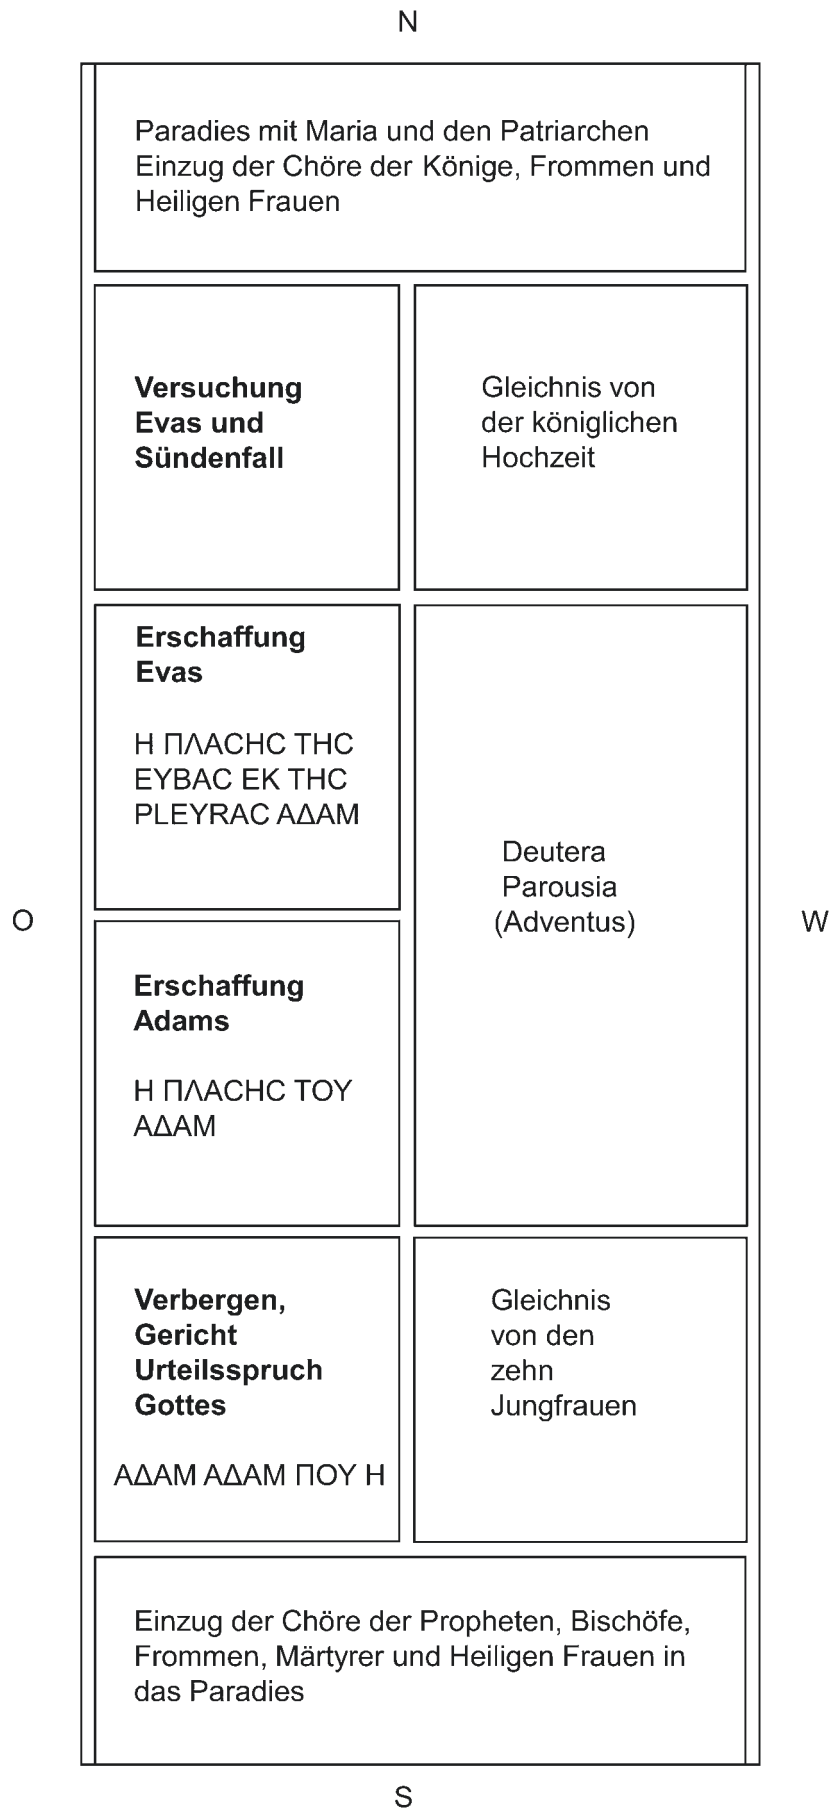 N
Paradies mit Maria und den Patriarchen
Einzug der Chöre der Könige, Frommen und
Heiligen Frauen
Versuchung
Evas und
Sündenfall
Gleichnis von
der königlichen
Hochzeit
Erschaffung
Evas
Η ΠΛΑCΗC ΤΗC
ΕΥΒΑC ΕΚ ΤΗC
PLEYRAC ΑΔΑΜ
Deutera
Parousia
(Adventus)
O
W
Erschaffung
Adams
Η ΠΛΑCΗC ΤΟΥ
ΑΔΑΜ
Verbergen,
Gericht
Urteilsspruch
Gottes
ΑΔΑΜ ΑΔΑΜ ΠΟΥ Η
Gleichnis
von den
zehn
Jungfrauen
Einzug der Chöre der Propheten, Bischöfe,
Frommen, Märtyrer und Heiligen Frauen in
das Paradies
S